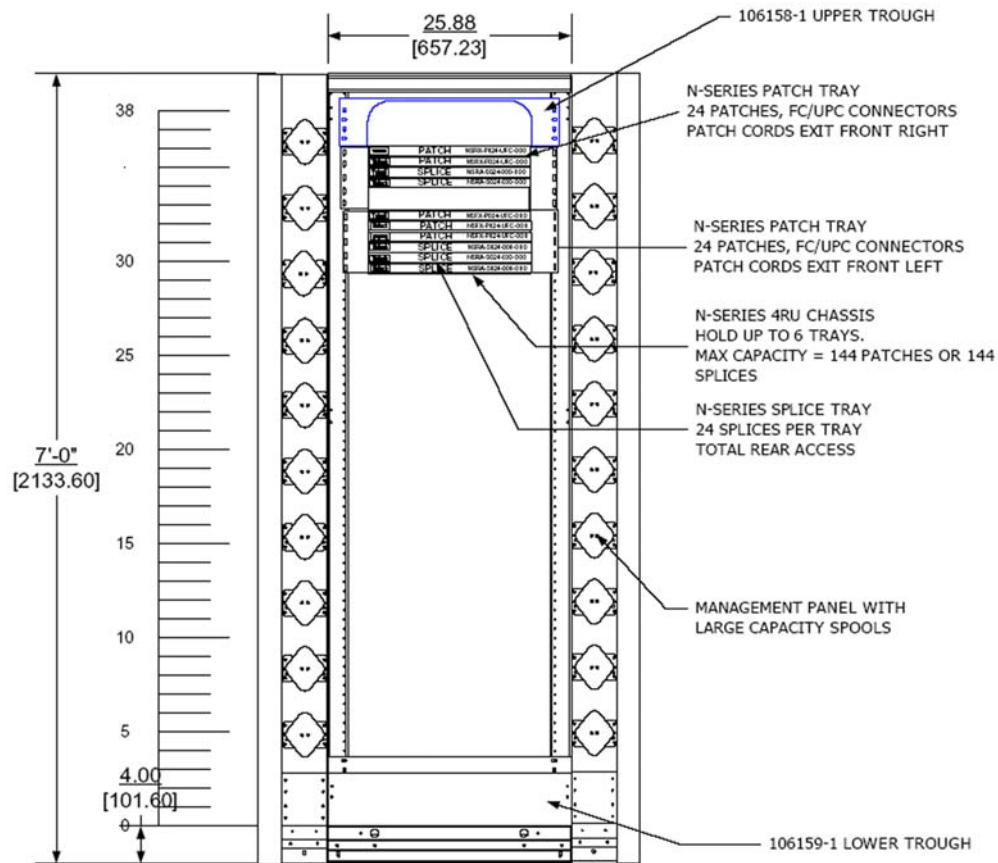 25.88
[657.23]
106158-1 UPPER TROUGH
N-SERIES PATCH TRAY
24 PATCHES, FC/UPC CONNECTORS
PATCH CORDS EXIT FRONT RIGHT
38
PATCH
PATCH
SPLICE
SPLICE
PATCH
PATCH
PATCH
SPLICE
SPLICE
SPLICE
N-SERIES PATCH TRAY
24 PATCHES, FC/UPC CONNECTORS
PATCH CORDS EXIT FRONT LEFT
30
N-SERIES 4RU CHASSIS
HOLD UP TO 6 TRAYS.
MAX CAPACITY = 144 PATCHES OR 144
SPLICES
25
N-SERIES SPLICE TRAY
24 SPLICES PER TRAY
TOTAL REAR ACCESS
20
7'-0"
[2133.60]
15
MANAGEMENT PANEL WITH
LARGE CAPACITY SPOOLS
10
5
4.00
[101.60]
0
106159-1 LOWER TROUGH